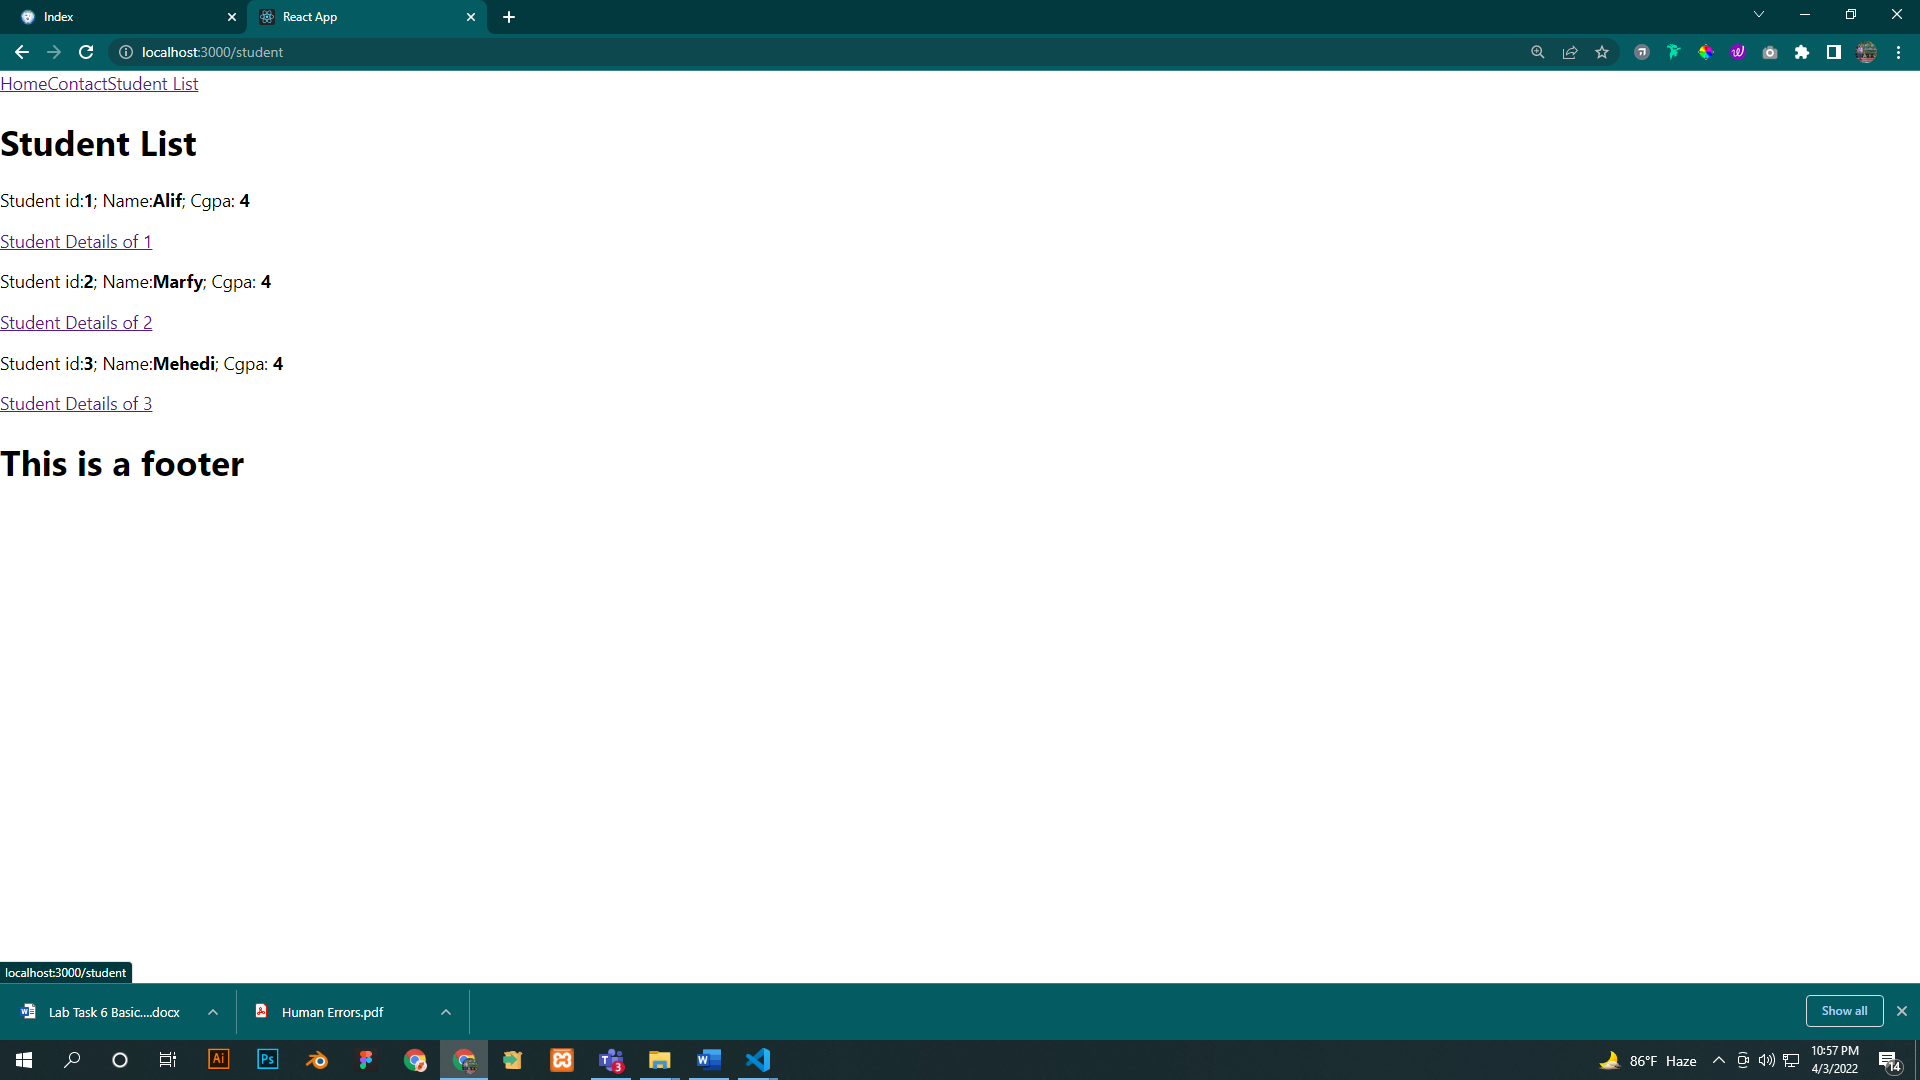 Index
React App
localhost:3000/student
HomeContactStudent List
Student List
Student id:1; Name:Alif; Cgpa: 4
Student Details of 1
Student id:2; Name:Marfy; Cgpa: 4
Student Details of 2
Student id:3; Name:Mehedi; Cgpa: 4
Student Details of 3
This is a footer
localhost:3000/student
Lab Task 6 Basic....docx
Human Errors.pdf
Show all
Ai
Ps
3
86°F Haze
10:57 PM
4/3/2022
14